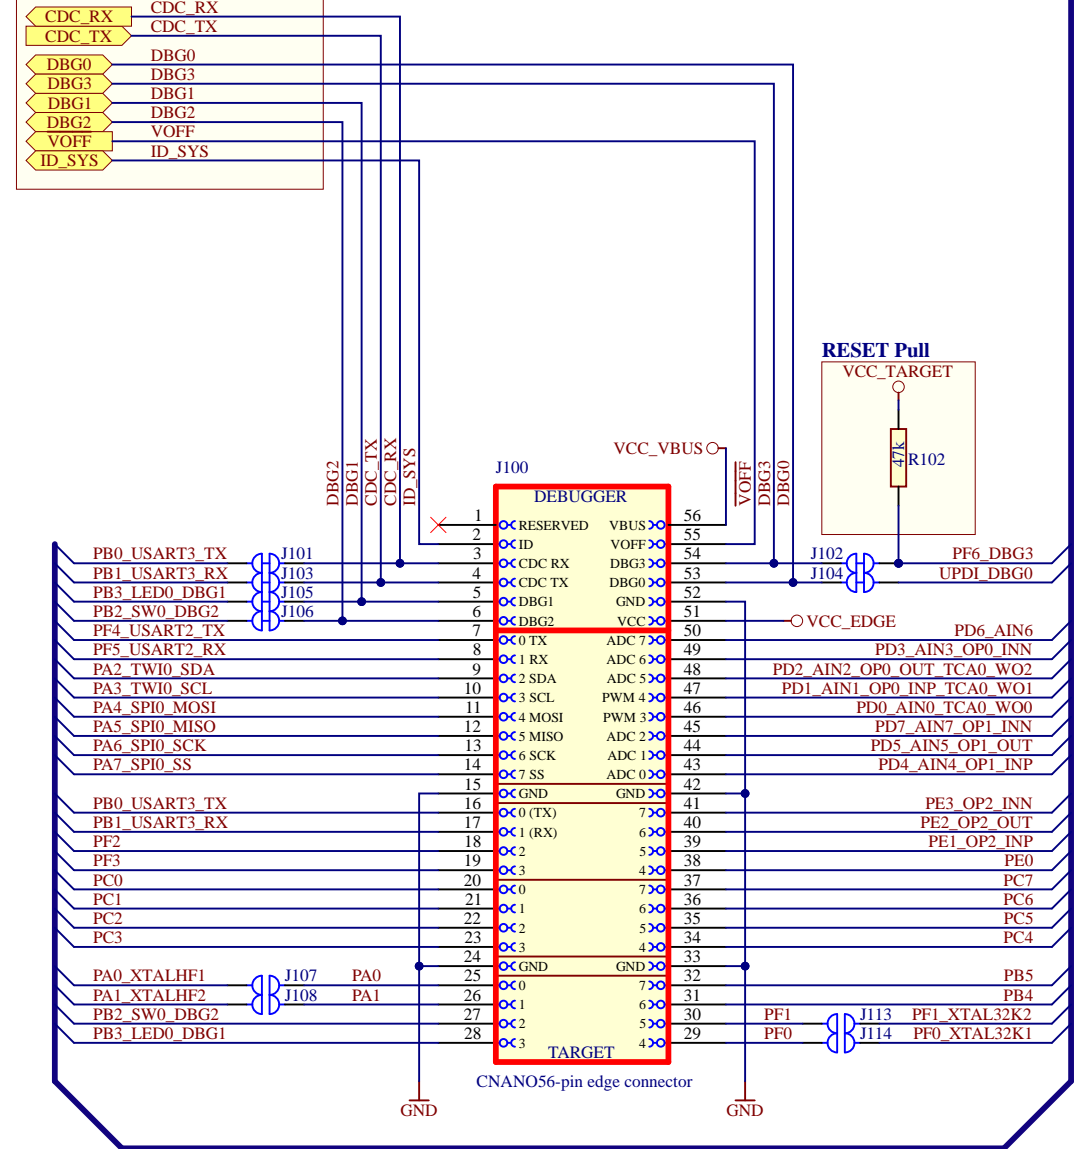 CDC_RX CDC_RX
CDC_TX CDC_TX
DBG0 DBG0
DBG3 DBG3
DBG1 DBG1
DBG2 DBG2
VOFF VOFF
ID_SYS ID_SYS
RESET Pull
VCC_TARGET
47k
R102
VCC_VBUS
DBG2
DBG1
CDC_TX
CDC_RX
ID_SYS
VOFF
DBG3
DBG0
J100
DEBUGGER
1 RESERVED VBUS 56
2 ID VOFF 55
PB0_USART3_TX J101 3 CDC RX DBG3 54 J102 PF6_DBG3
PB1_USART3_RX J103 4 CDC TX DBG0 53 J104 UPDI_DBG0
PB3_LED0_DBG1 J105 5 DBG1 GND 52
PB2_SW0_DBG2 J106 6 DBG2 VCC 51 VCC_EDGE
PF4_USART2_TX 7 0 TX ADC 7 50 PD6_AIN6
PF5_USART2_RX 8 1 RX ADC 6 49 PD3_AIN3_OP0_INN
PA2_TWI0_SDA 9 2 SDA ADC 5 48 PD2_AIN2_OP0_OUT_TCA0_WO2
PA3_TWI0_SCL 10 3 SCL PWM 4 47 PD1_AIN1_OP0_INP_TCA0_WO1
PA4_SPI0_MOSI 11 4 MOSI PWM 3 46 PD0_AIN0_TCA0_WO0
PA5_SPI0_MISO 12 5 MISO ADC 2 45 PD7_AIN7_OP1_INN
PA6_SPI0_SCK 13 6 SCK ADC 1 44 PD5_AIN5_OP1_OUT
PA7_SPI0_SS 14 7 SS ADC 0 43 PD4_AIN4_OP1_INP
15 GND GND 42
PB0_USART3_TX 16 0 (TX) 7 41 PE3_OP2_INN
PB1_USART3_RX 17 1 (RX) 6 40 PE2_OP2_OUT
PF2 18 2 5 39 PE1_OP2_INP
PF3 19 3 4 38 PE0
PC0 20 0 7 37 PC7
PC1 21 1 6 36 PC6
PC2 22 2 5 35 PC5
PC3 23 3 4 34 PC4
24 GND GND 33
PA0_XTALHF1 J107 PA0 25 0 7 32 PB5
PA1_XTALHF2 J108 PA1 26 1 6 31 PB4
PB2_SW0_DBG2 27 2 5 30 PF1 J113 PF1_XTAL32K2
PB3_LED0_DBG1 28 3 4 29 PF0 J114 PF0_XTAL32K1
TARGET
CNANO56-pin edge connector
GND GND